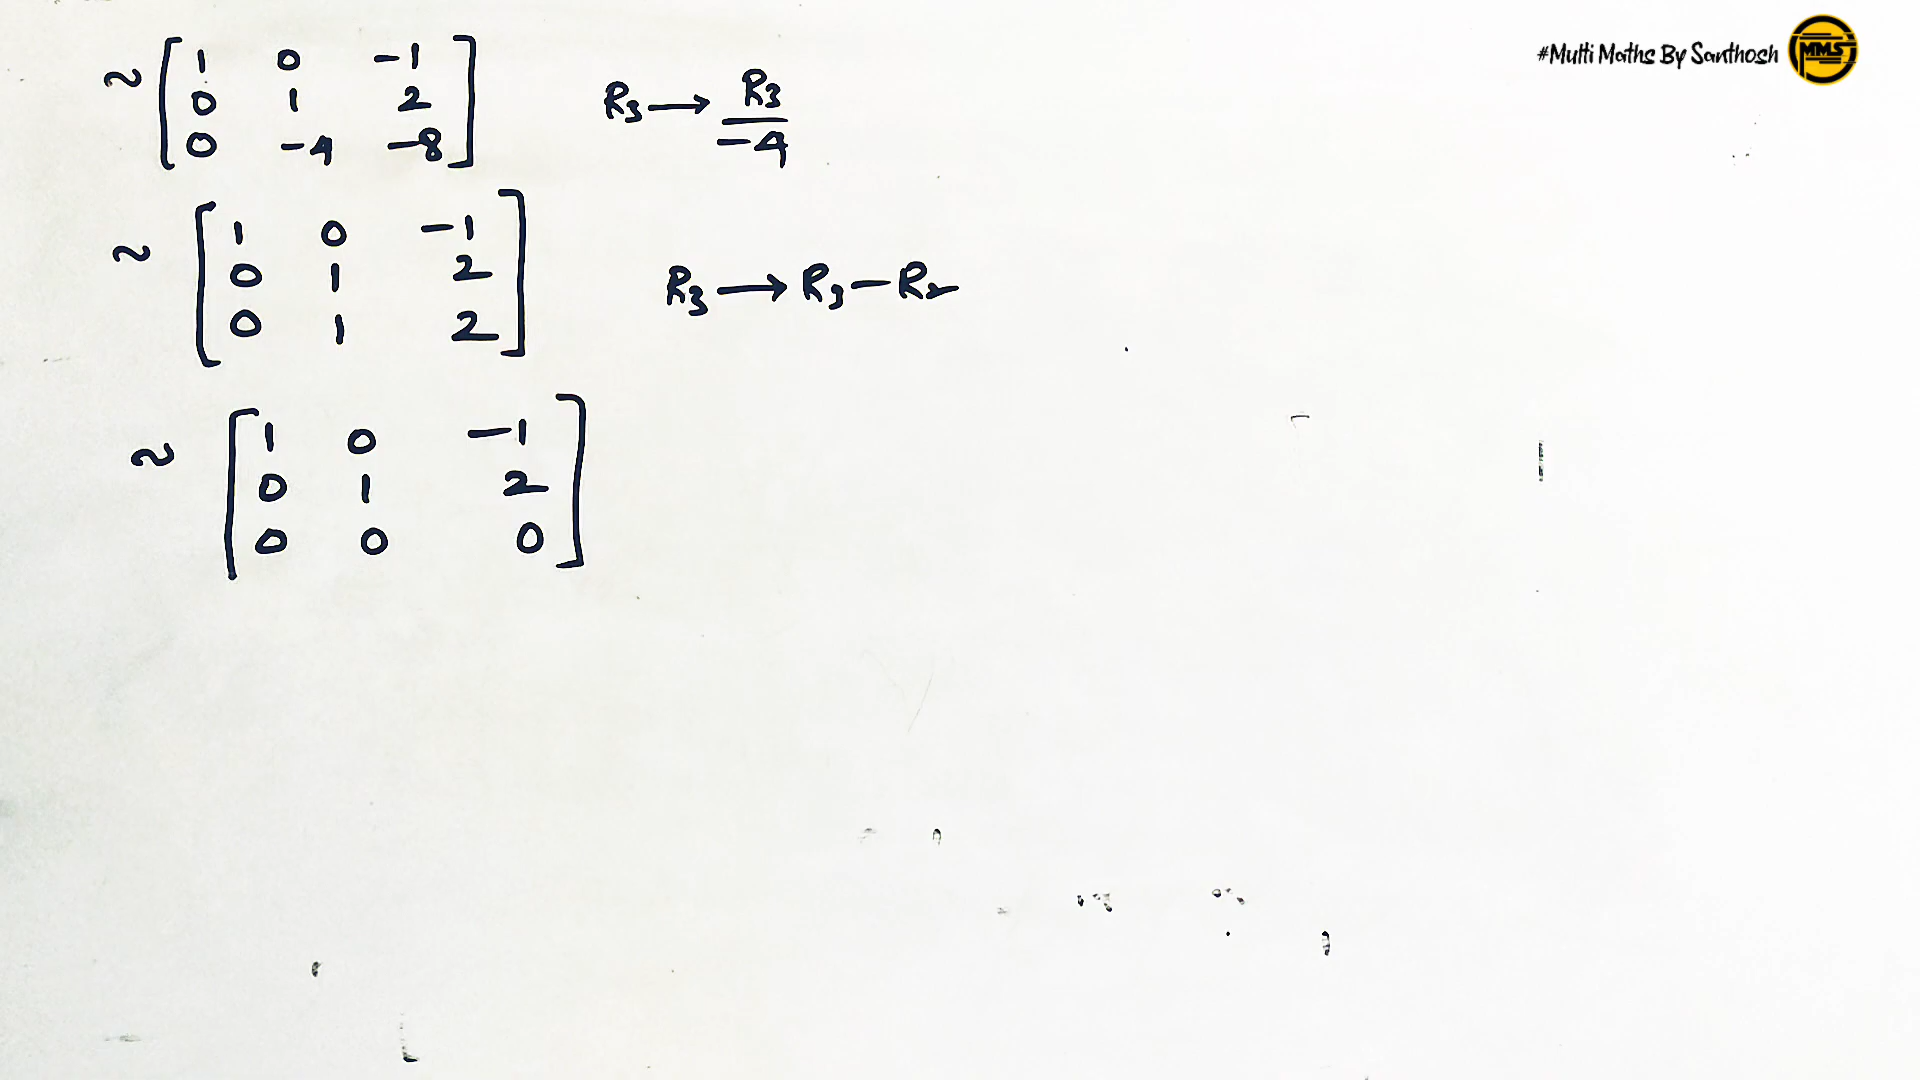 #Multi Maths By Santhosh MMS
~ [ 1 0 -1
0 1 2
0 -4 -8 ] R₃ → R₃/-4
~ [ 1 0 -1
0 1 2
0 1 2 ] R₃ → R₃ - R₂
~ [ 1 0 -1
0 1 2
0 0 0 ]